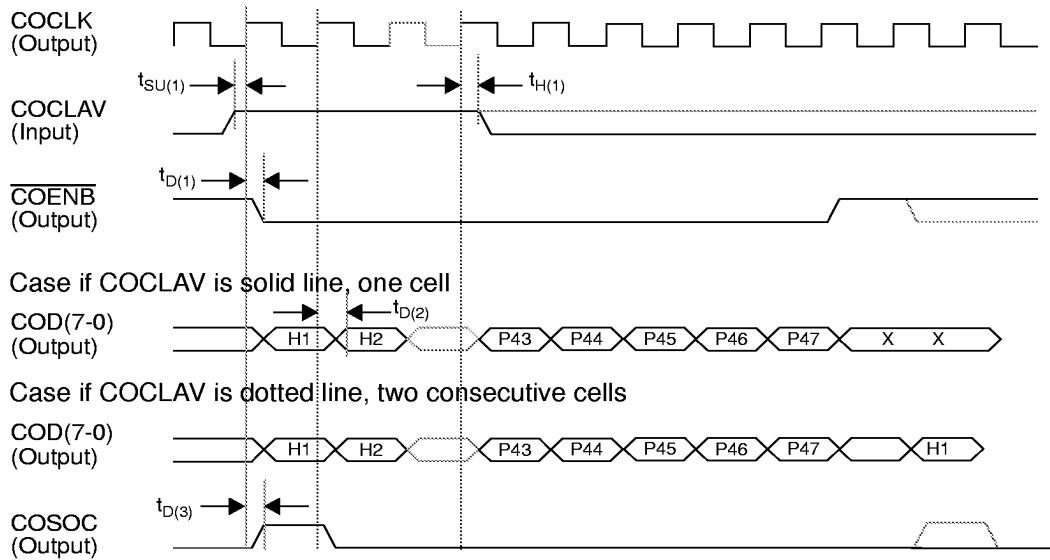 COCLK
(Output)
tSU(1)
tH(1)
COCLAV
(Input)
tD(1)
COENB
(Output)
Case if COCLAV is solid line, one cell
tD(2)
COD(7-0)
(Output)
H1 H2 P43 P44 P45 P46 P47 X X
Case if COCLAV is dotted line, two consecutive cells
COD(7-0)
(Output)
H1 H2 P43 P44 P45 P46 P47 H1
tD(3)
COSOC
(Output)